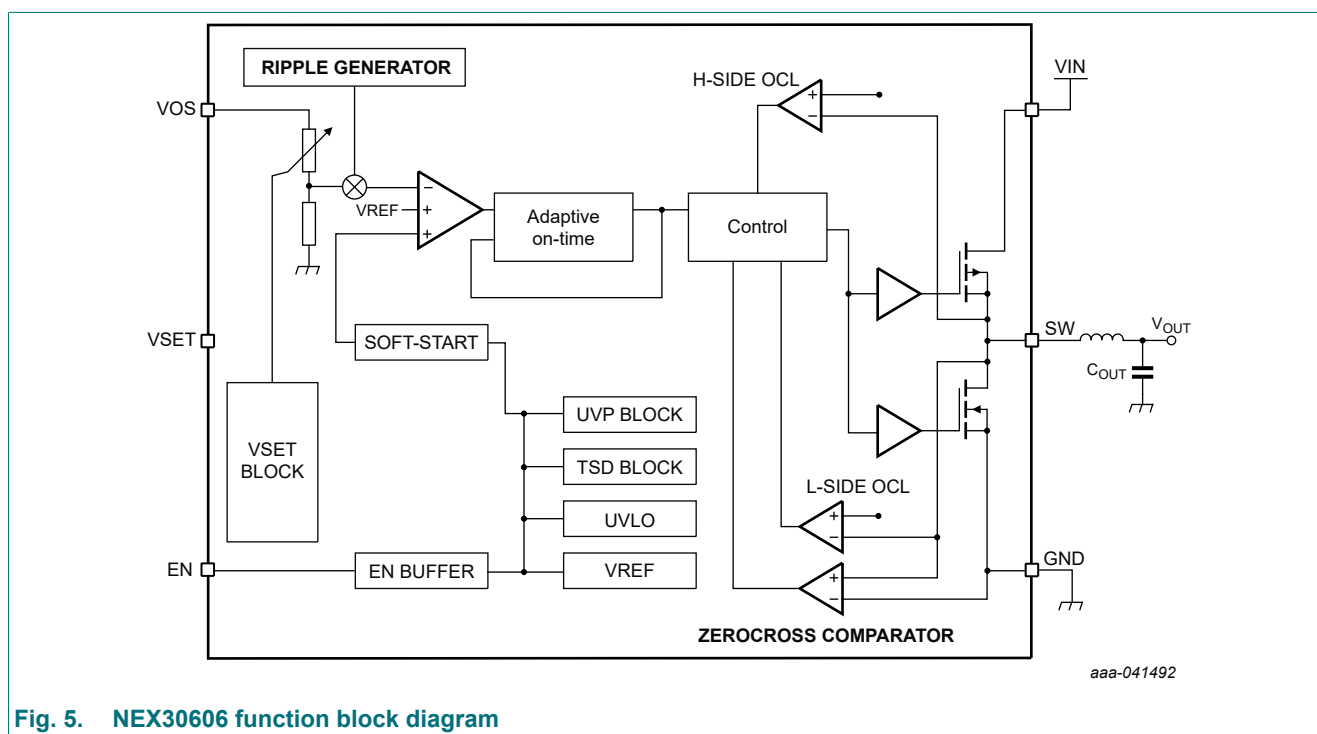 RIPPLE GENERATOR
VOS
H-SIDE OCL
VIN
+
−
−
VREF
+
+
Adaptive
on-time
Control
VSET
SOFT-START
SW
VOUT
COUT
VSET
BLOCK
UVP BLOCK
TSD BLOCK
L-SIDE OCL
UVLO
+
−
EN
EN BUFFER
VREF
+
−
GND
ZEROCROSS COMPARATOR
aaa-041492
Fig. 5. NEX30606 function block diagram